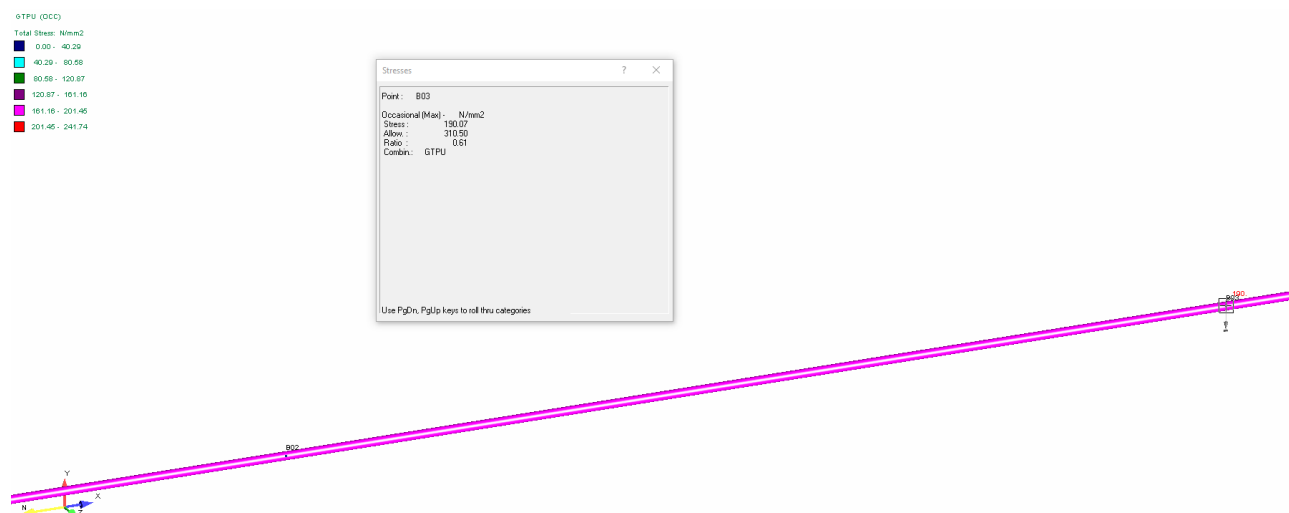 GTPU (OCC)
Total Stress: N/mm2
0.00 - 40.29
40.29 - 80.58
80.58 - 120.87
120.87 - 161.16
161.16 - 201.45
201.45 - 241.74
Stresses ? ×
Point : B03
Occasional (Max) - N/mm2
Stress : 190.07
Allow. : 310.50
Ratio : 0.61
Combin.: GTPU
Use PgDn, PgUp keys to roll thru categories
B03 190
B02
Y
X
N
Z